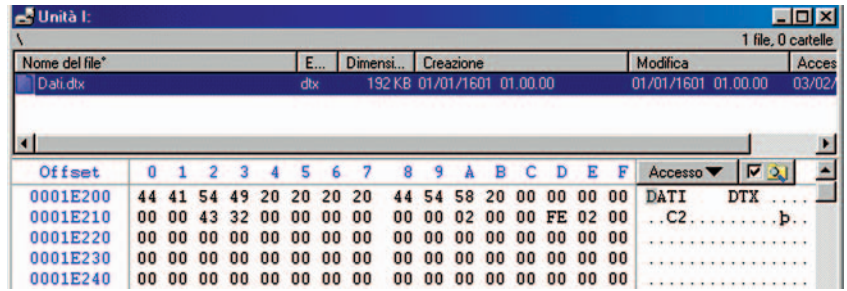 Unità I:
\ 1 file, 0 cartelle
Nome del file* E... Dimensi... Creazione Modifica Acces
Dati.dtx dtx 192 KB 01/01/1601 01.00.00 01/01/1601 01.00.00 03/02/
Offset 0 1 2 3 4 5 6 7 8 9 A B C D E F Accesso
0001E200 44 41 54 49 20 20 20 20 44 54 58 20 00 00 00 00 DATI DTX ....
0001E210 00 00 43 32 00 00 00 00 00 00 02 00 00 FE 02 00 ..C2.........þ..
0001E220 00 00 00 00 00 00 00 00 00 00 00 00 00 00 00 00 ................
0001E230 00 00 00 00 00 00 00 00 00 00 00 00 00 00 00 00 ................
0001E240 00 00 00 00 00 00 00 00 00 00 00 00 00 00 00 00 ................